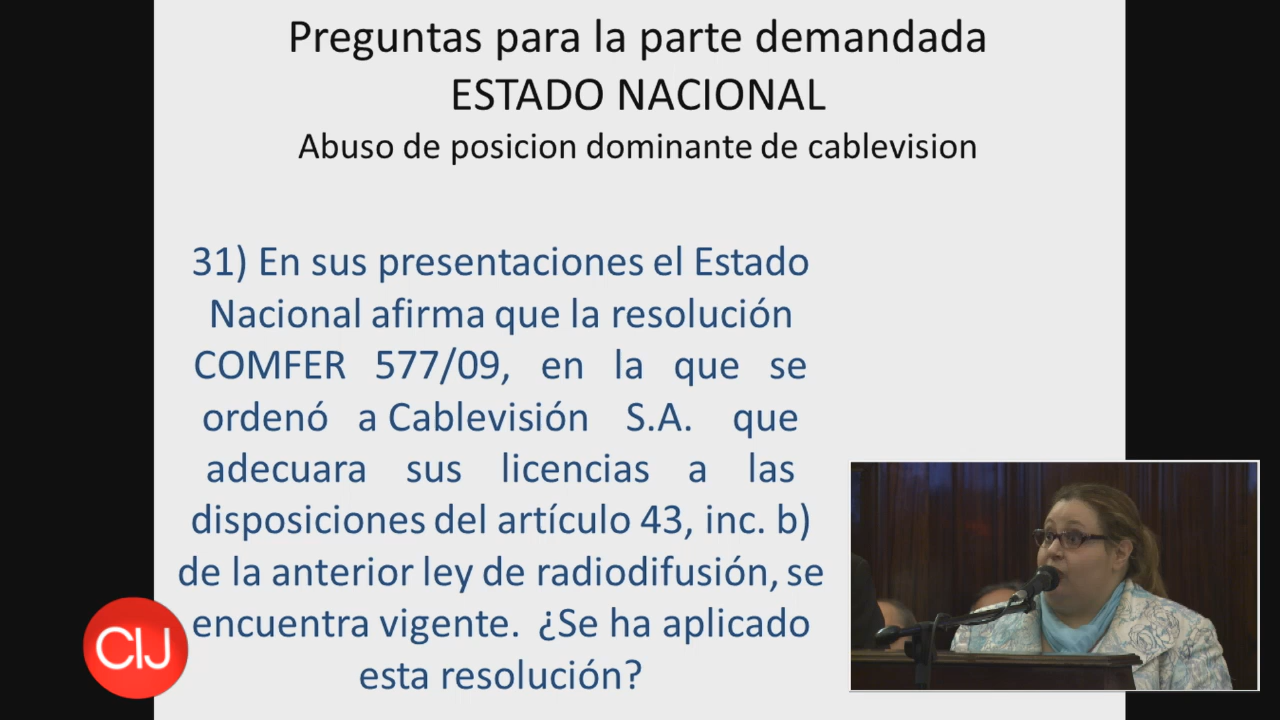 Preguntas para la parte demandada
ESTADO NACIONAL
Abuso de posicion dominante de cablevision
31) En sus presentaciones el Estado
Nacional afirma que la resolución
COMFER 577/09, en la que se
ordenó a Cablevisión S.A. que
adecuara sus licencias a las
disposiciones del artículo 43, inc. b)
de la anterior ley de radiodifusión, se
encuentra vigente. ¿Se ha aplicado
esta resolución?
CIJ